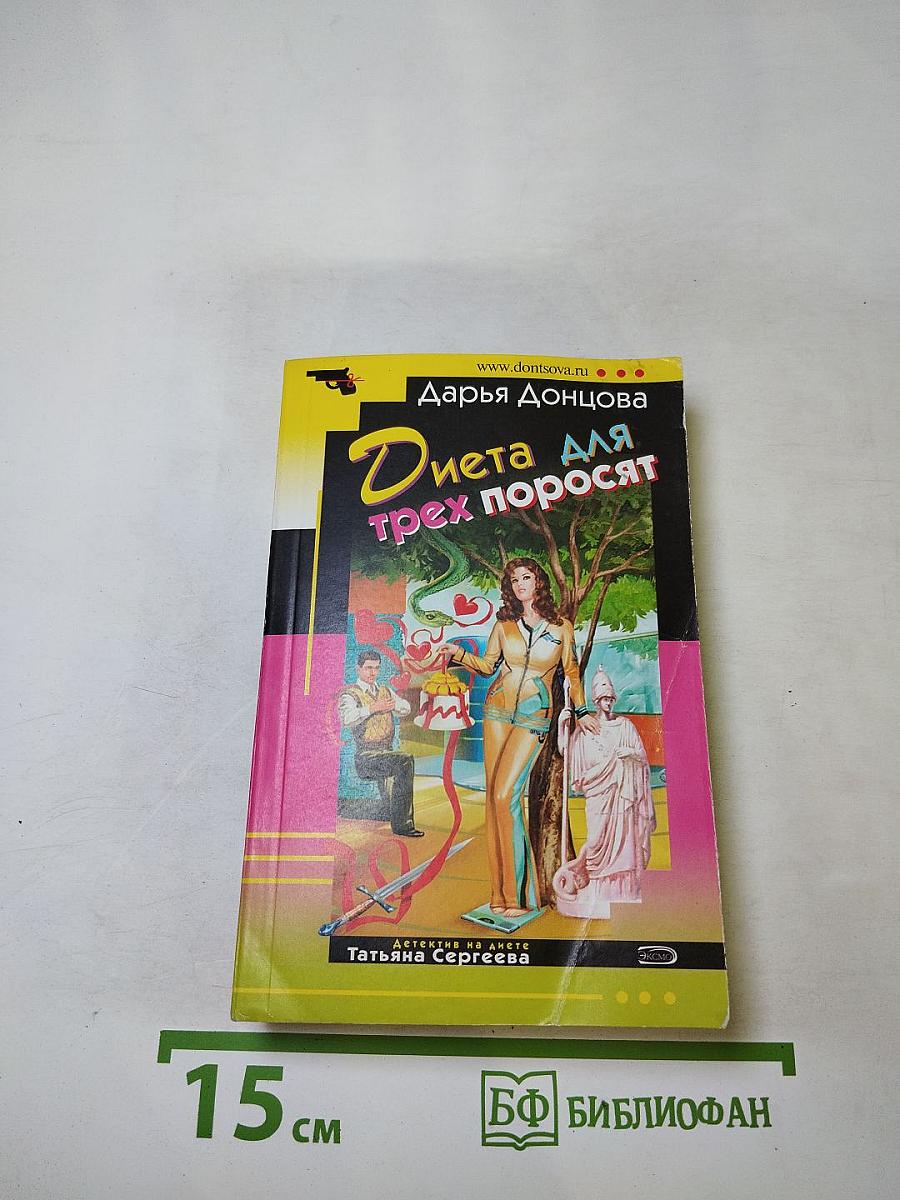 www.dontsova.ru
Дарья Донцова
Диета для
трех поросят
Детектив на диете
Татьяна Сергеева
ЭКСМО
15 см
БФ БИБЛИОФАН